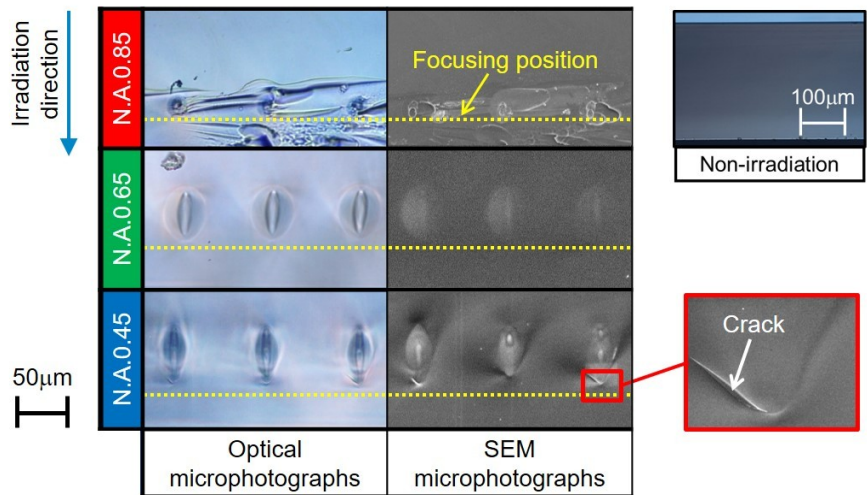 Irradiation
direction
N.A.0.85
Focusing position
N.A.0.65
N.A.0.45
50μm
Optical
microphotographs
SEM
microphotographs
100μm
Non-irradiation
Crack